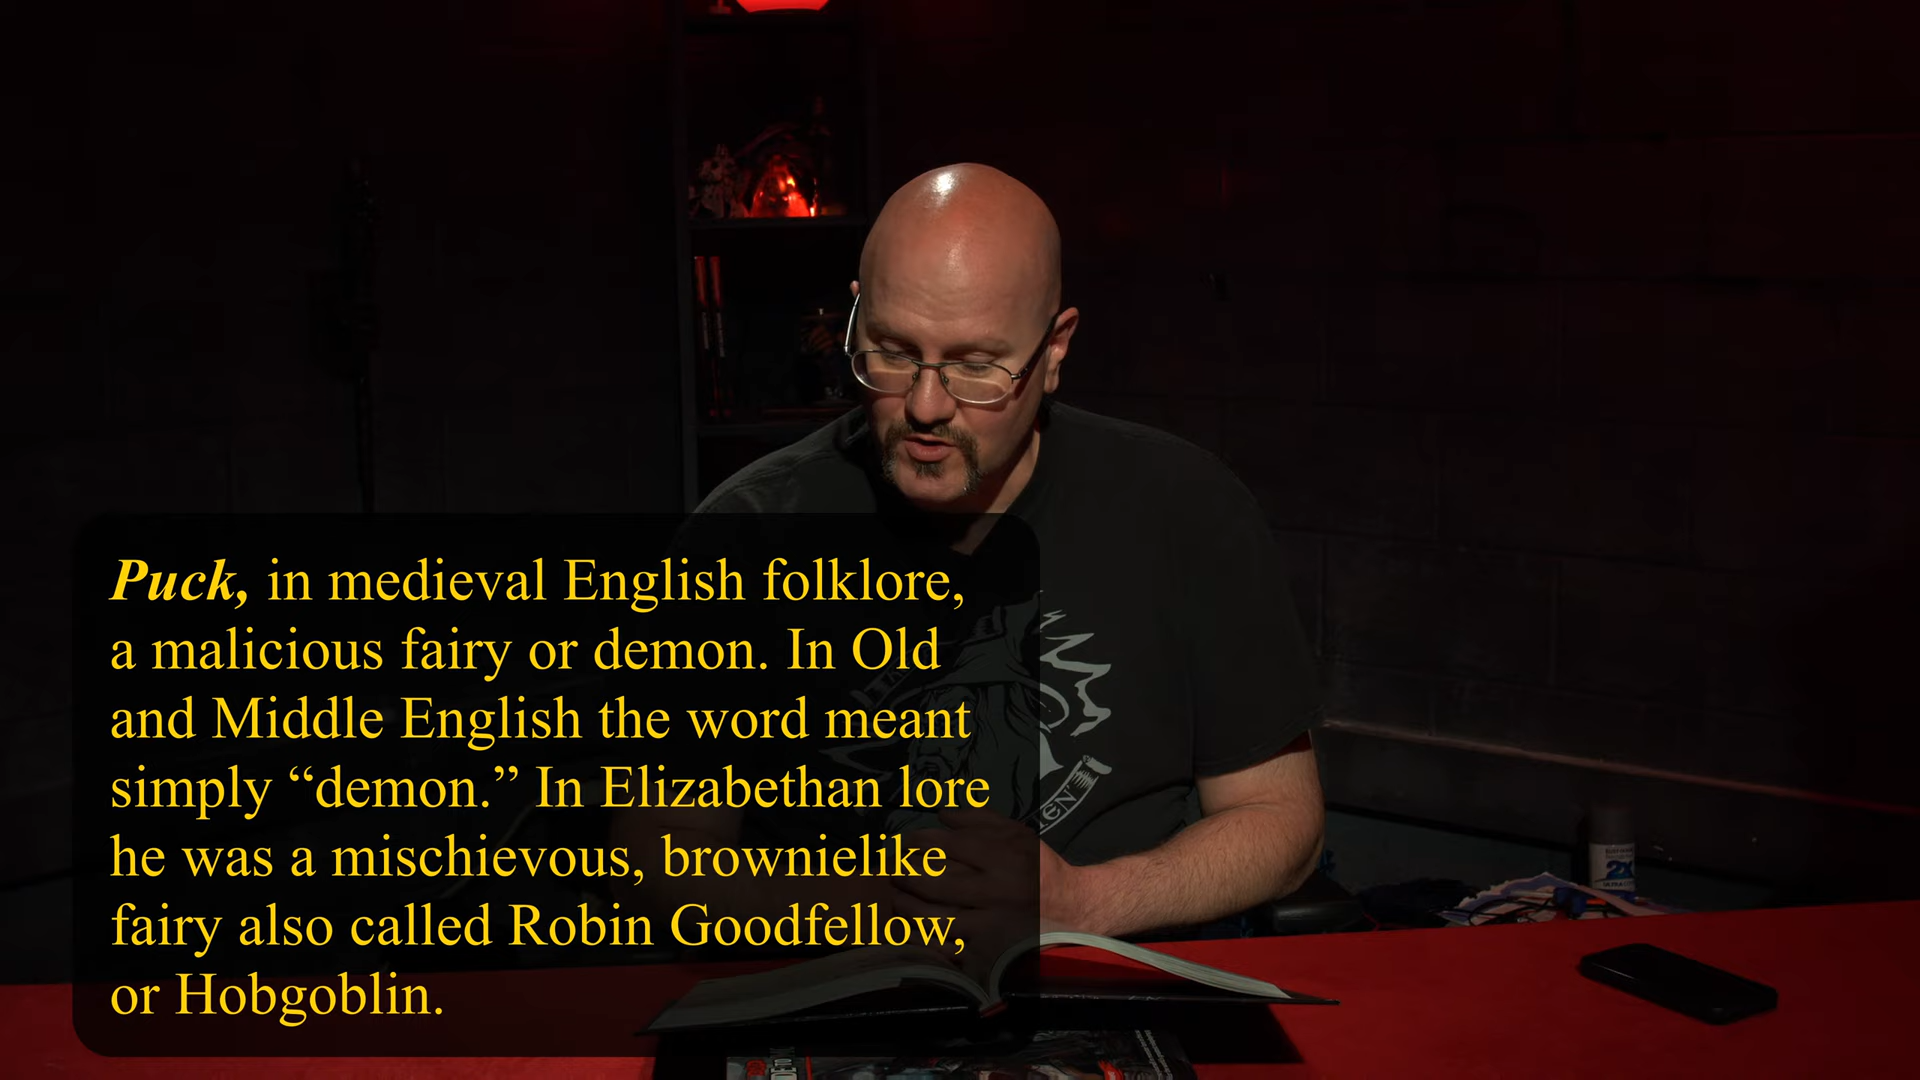 Puck, in medieval English folklore,
a malicious fairy or demon. In Old
and Middle English the word meant
simply “demon.” In Elizabethan lore
he was a mischievous, brownielike
fairy also called Robin Goodfellow,
or Hobgoblin.
2X